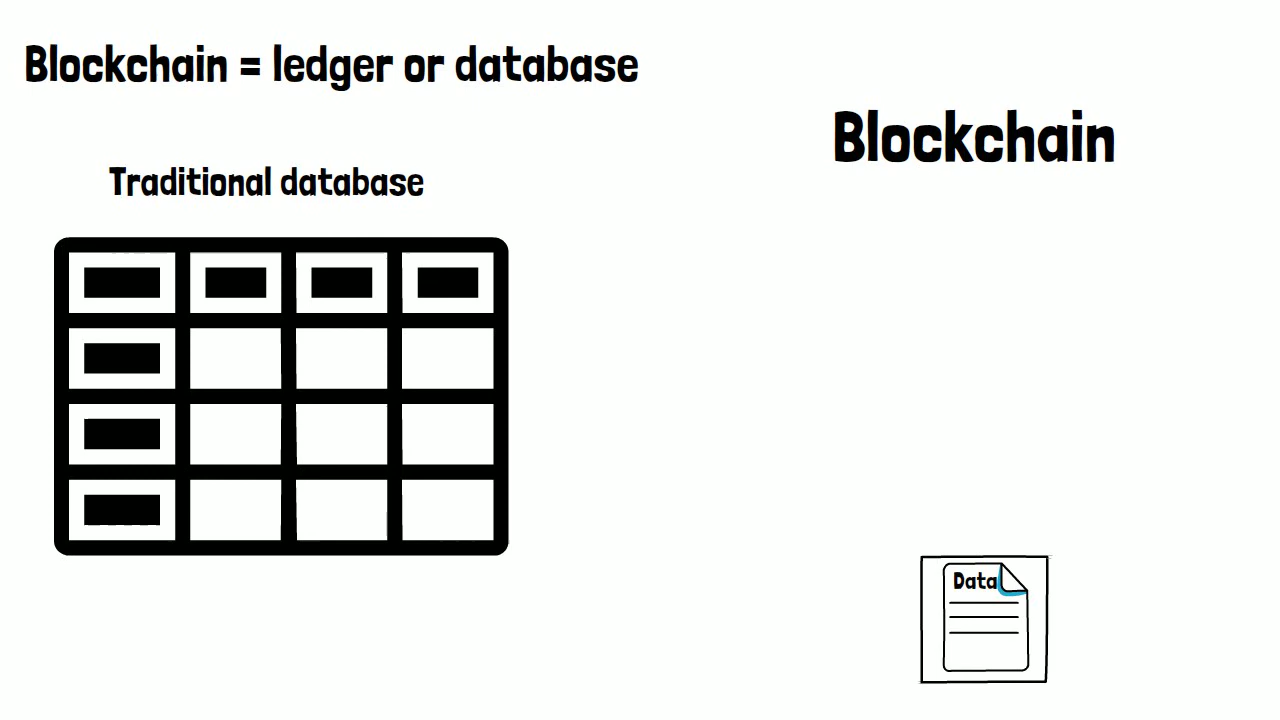 Blockchain = ledger or database
Blockchain
Traditional database
Data